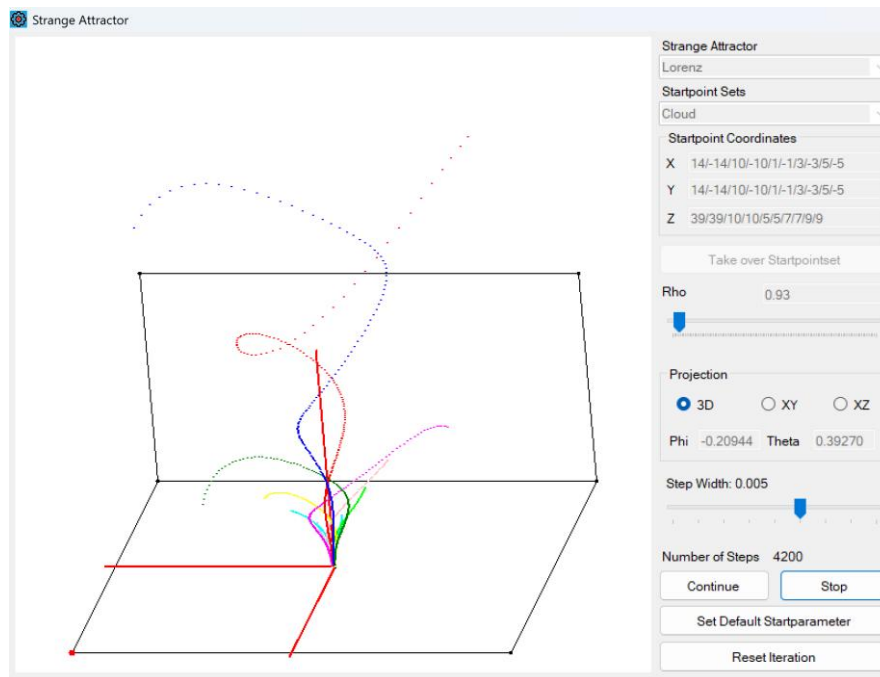 Strange Attractor
Strange Attractor
Lorenz
Startpoint Sets
Cloud
Startpoint Coordinates
X 14/-14/10/-10/1/-1/3/-3/5/-5
Y 14/-14/10/-10/1/-1/3/-3/5/-5
Z 39/39/10/10/5/5/7/7/9/9
Take over Startpointset
Rho 0.93
Projection
3D XY XZ
Phi -0.20944 Theta 0.39270
Step Width: 0.005
Number of Steps 4200
Continue Stop
Set Default Startparameter
Reset Iteration